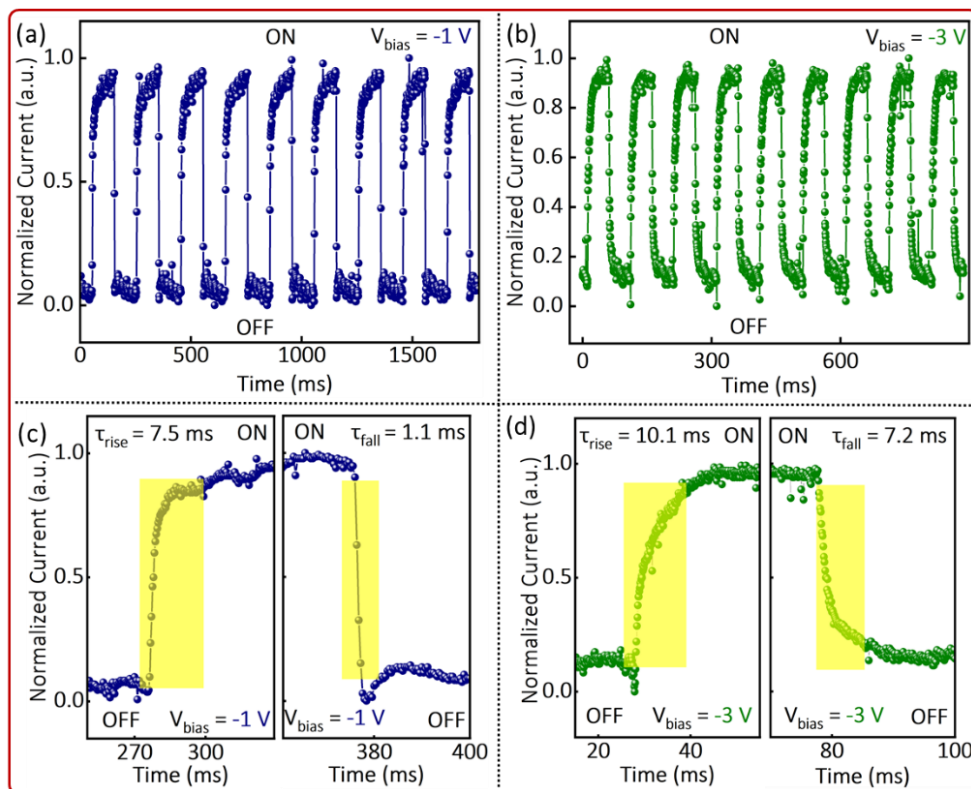 (a) ON V_bias = -1 V
Normalized Current (a.u.)
1.0
0.5
0.0
OFF
0 500 1000 1500
Time (ms)
(b) ON V_bias = -3 V
Normalized Current (a.u.)
1.0
0.8
0.6
0.4
0.2
0.0
OFF
0 300 600
Time (ms)
(c) τ_rise = 7.5 ms ON
ON τ_fall = 1.1 ms
Normalized Current (a.u.)
1.0
0.5
0.0
OFF V_bias = -1 V
V_bias = -1 V OFF
270 300
380 400
Time (ms)
Time (ms)
(d) τ_rise = 10.1 ms ON
ON τ_fall = 7.2 ms
Normalized Current (a.u.)
1.0
0.5
0.0
OFF V_bias = -3 V
V_bias = -3 V OFF
20 40
80 100
Time (ms)
Time (ms)